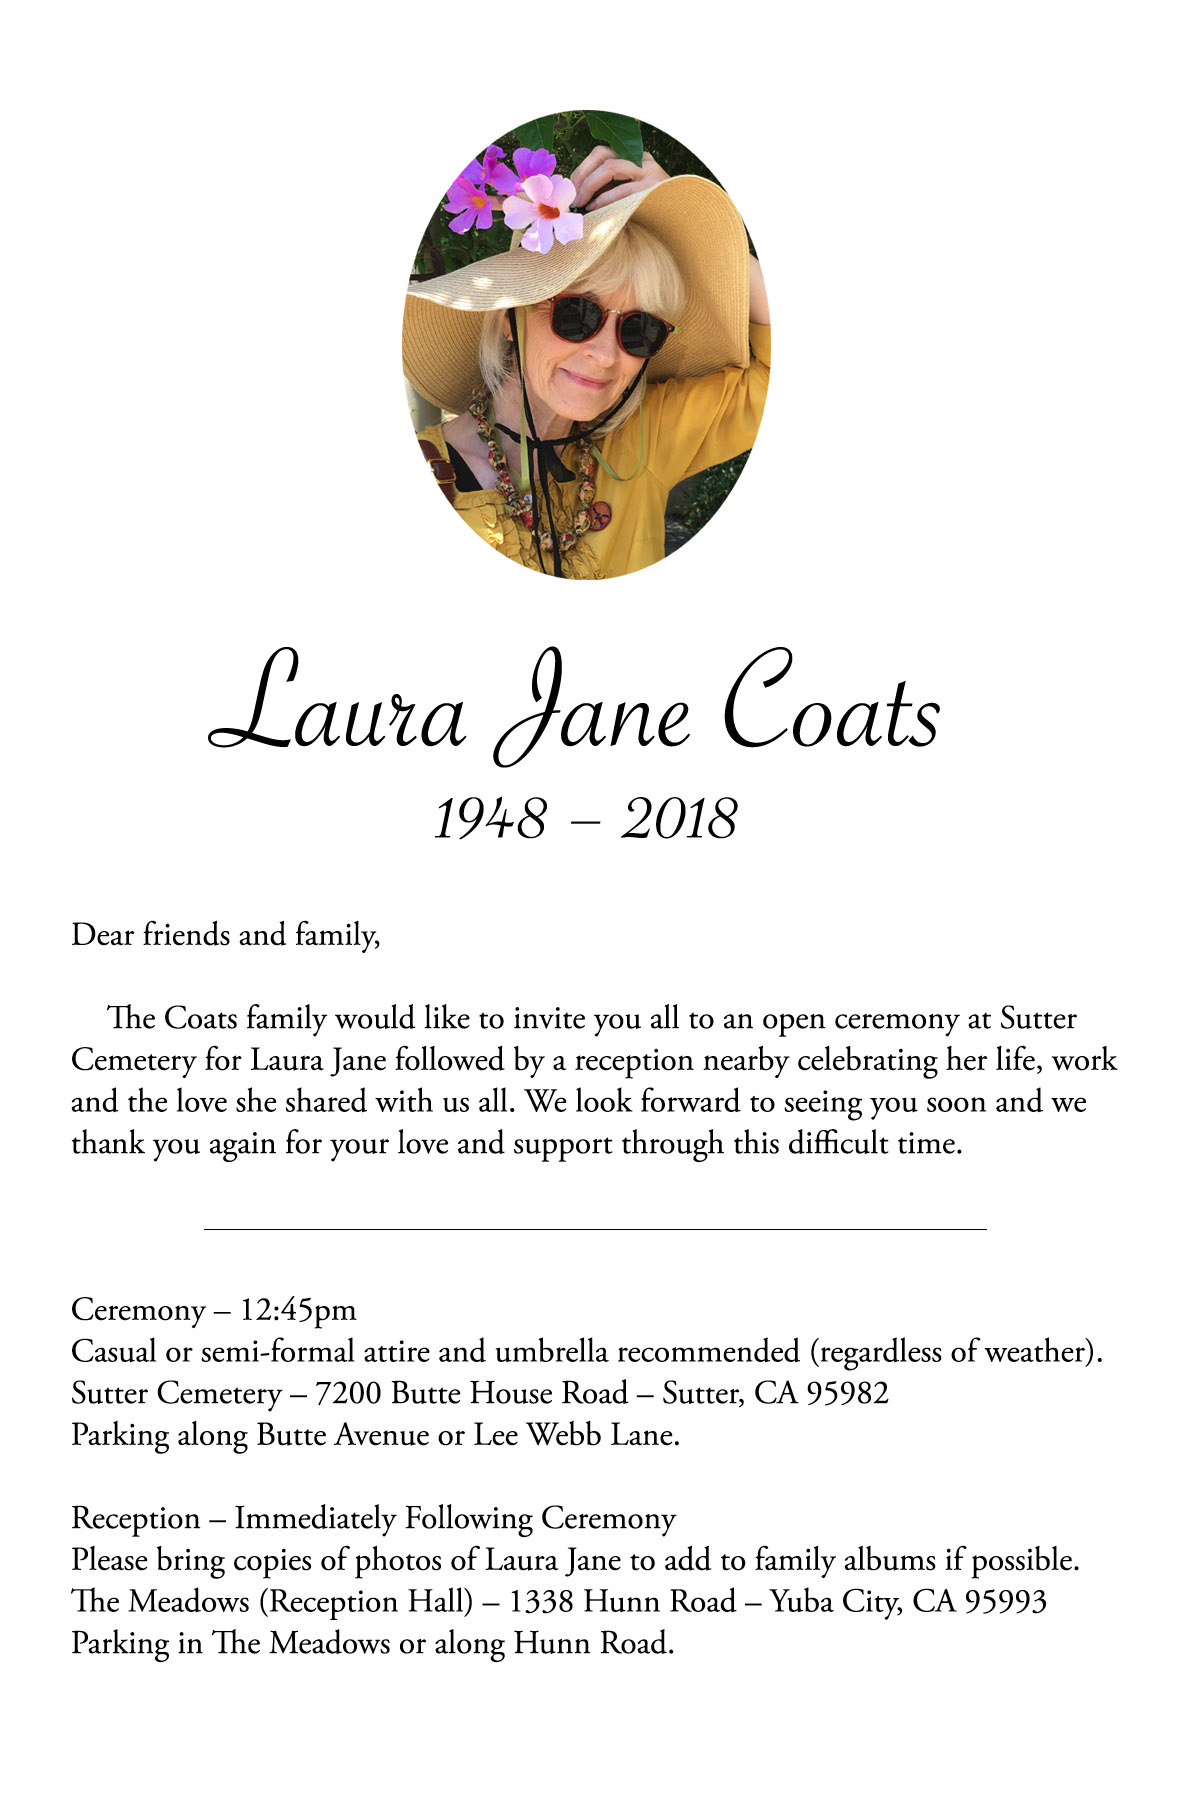 Laura Jane Coats
1948 – 2018
Dear friends and family,
The Coats family would like to invite you all to an open ceremony at Sutter
Cemetery for Laura Jane followed by a reception nearby celebrating her life, work
and the love she shared with us all. We look forward to seeing you soon and we
thank you again for your love and support through this difficult time.
Ceremony – 12:45pm
Casual or semi-formal attire and umbrella recommended (regardless of weather).
Sutter Cemetery – 7200 Butte House Road – Sutter, CA 95982
Parking along Butte Avenue or Lee Webb Lane.
Reception – Immediately Following Ceremony
Please bring copies of photos of Laura Jane to add to family albums if possible.
The Meadows (Reception Hall) – 1338 Hunn Road – Yuba City, CA 95993
Parking in The Meadows or along Hunn Road.